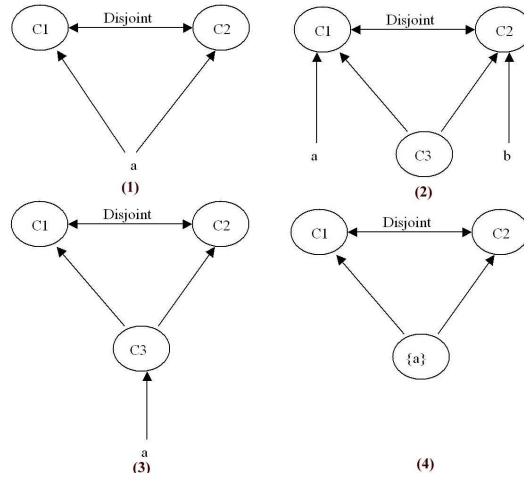 C1 Disjoint C2
a
(1)
C1 Disjoint C2
a C3 b
(2)
C1 Disjoint C2
C3
a
(3)
C1 Disjoint C2
{a}
(4)